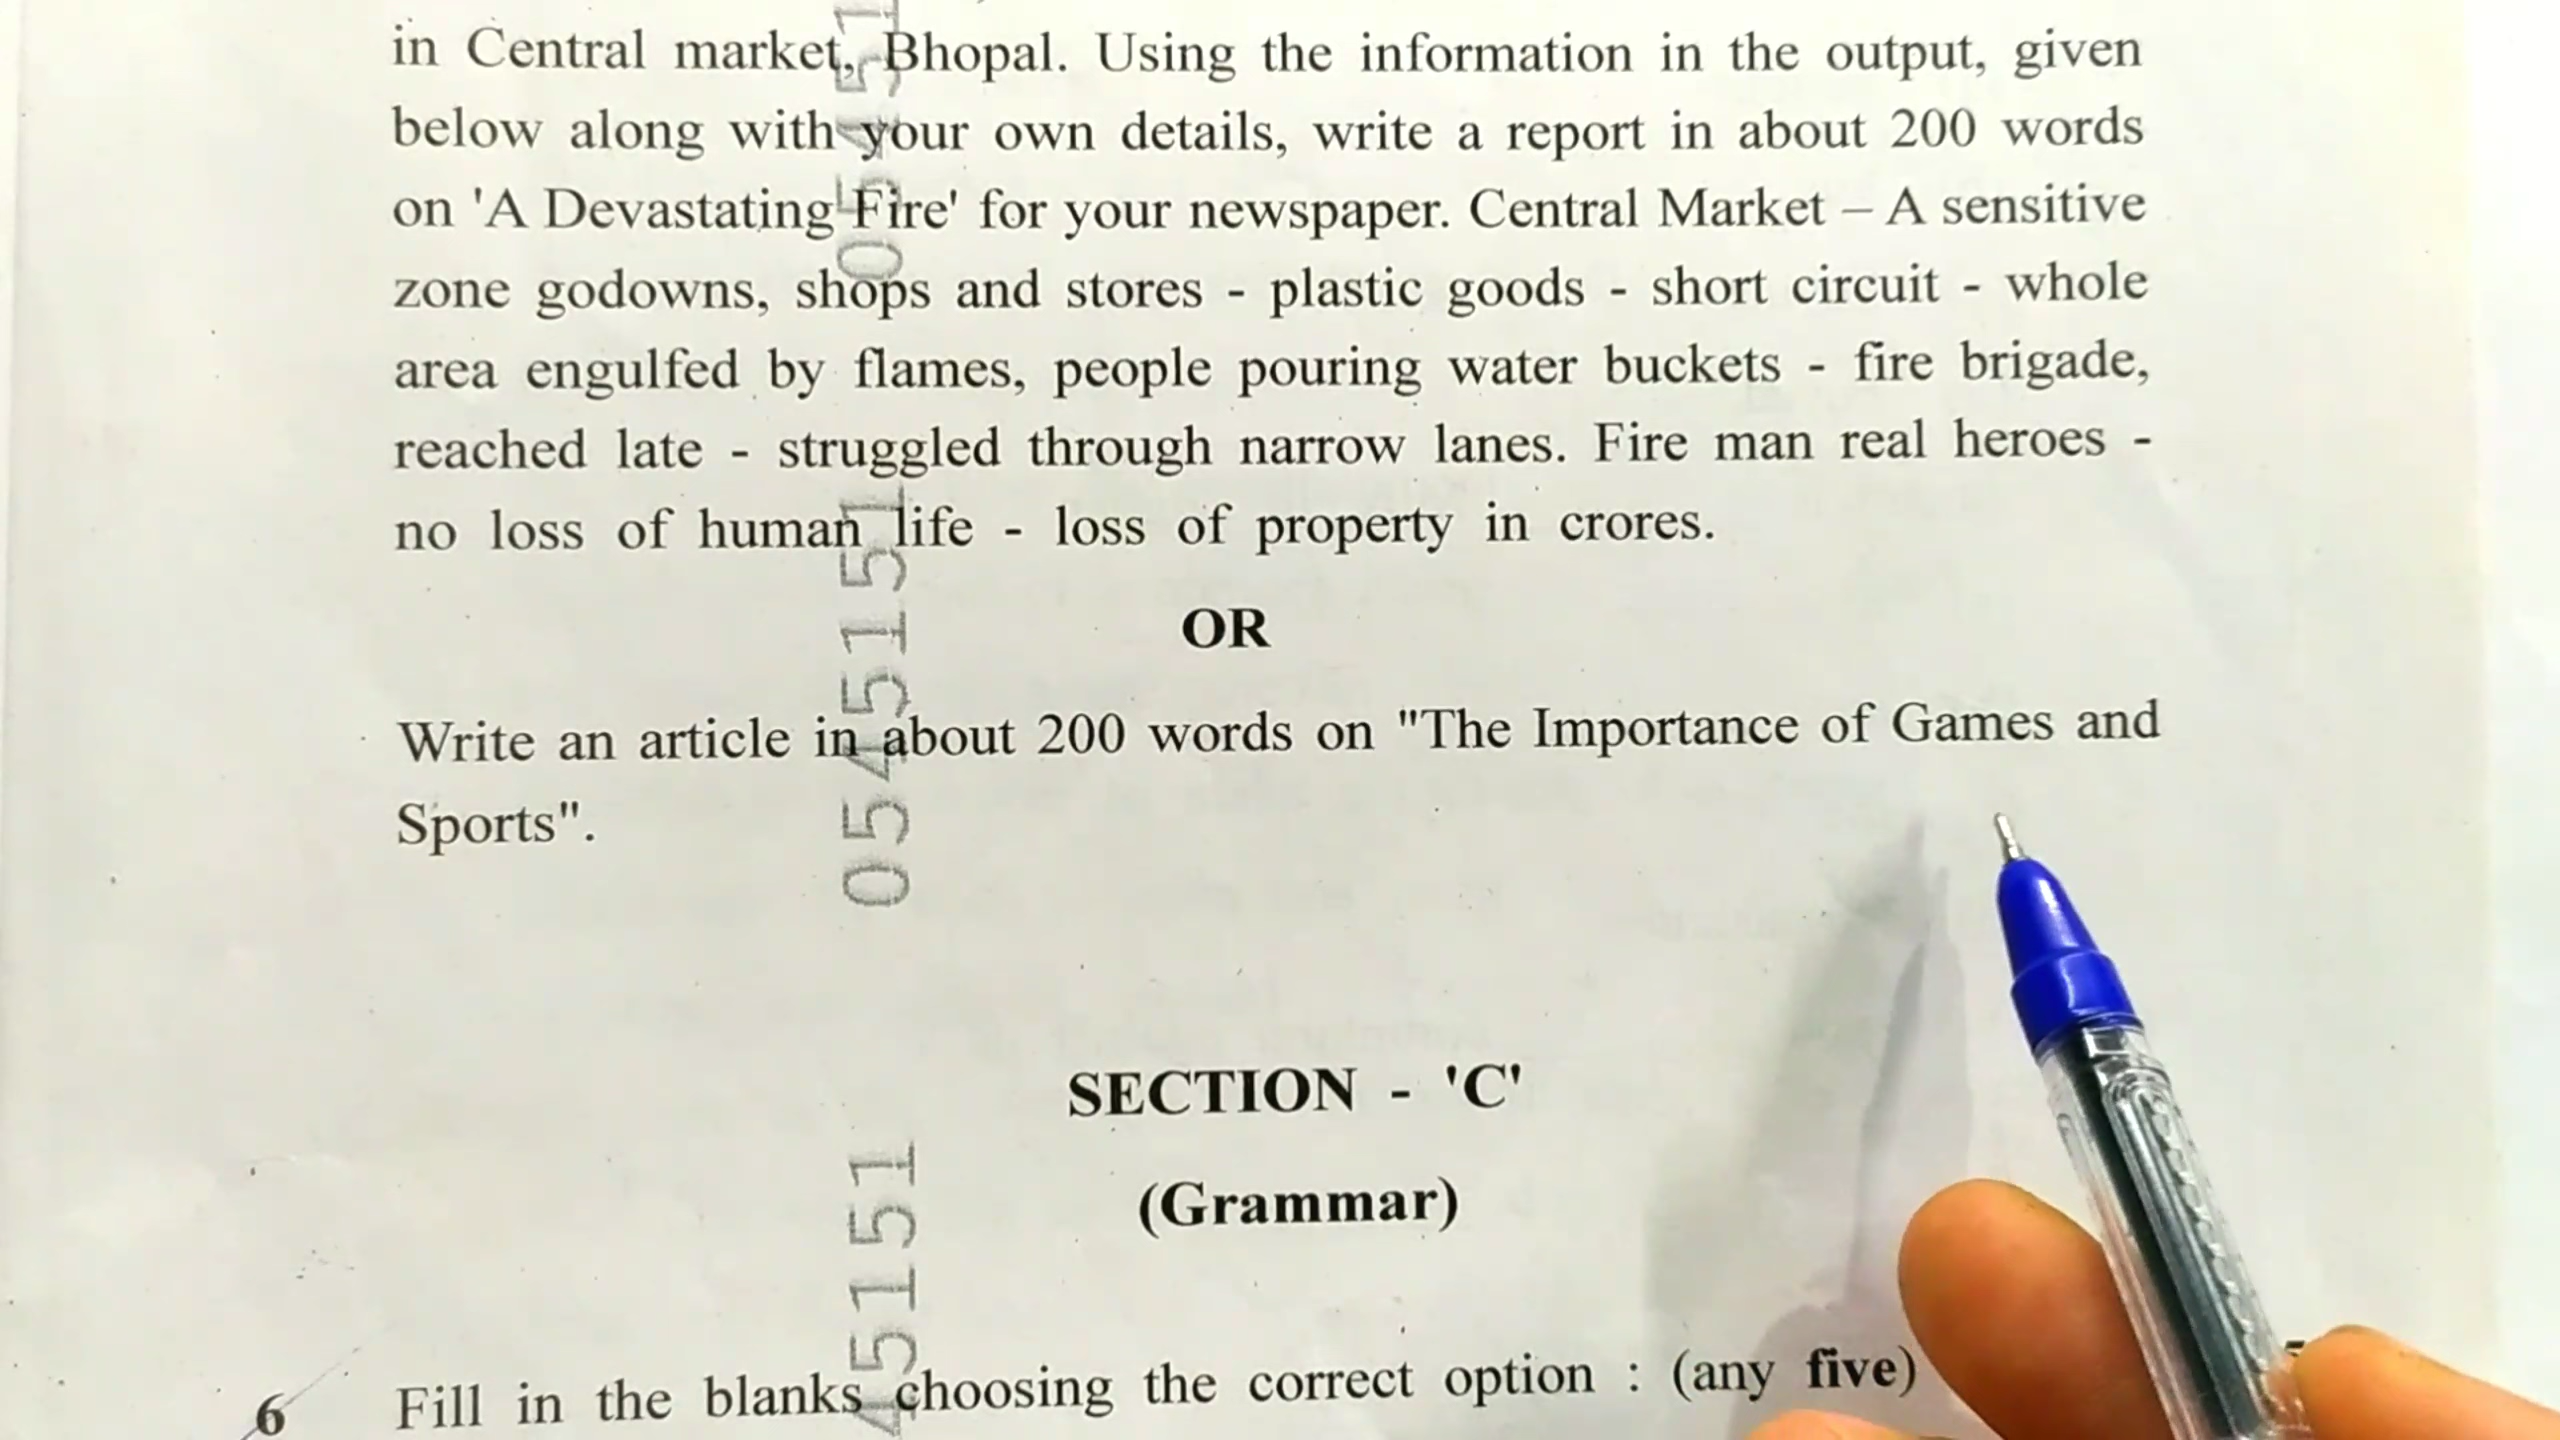 in Central market, Bhopal. Using the information in the output, given
below along with your own details, write a report in about 200 words
on 'A Devastating Fire' for your newspaper. Central Market – A sensitive
zone godowns, shops and stores - plastic goods - short circuit - whole
area engulfed by flames, people pouring water buckets - fire brigade,
reached late - struggled through narrow lanes. Fire man real heroes -
no loss of human life - loss of property in crores.
OR
Write an article in about 200 words on "The Importance of Games and
Sports".
SECTION - 'C'
(Grammar)
6 Fill in the blanks choosing the correct option : (any five)
05451551